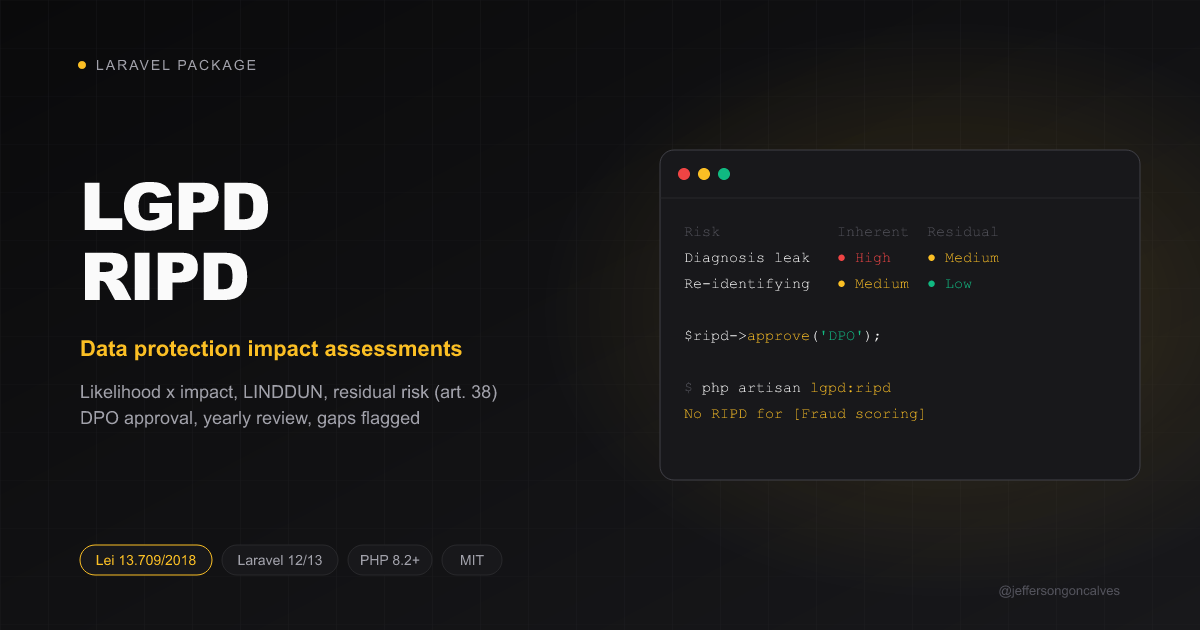 LARAVEL PACKAGE
LGPD
RIPD
Data protection impact assessments
Likelihood x impact, LINDDUN, residual risk (art. 38)
DPO approval, yearly review, gaps flagged
Risk Inherent Residual
Diagnosis leak ● High ● Medium
Re-identifying ● Medium ● Low
$ripd->approve('DPO');
$ php artisan lgpd:ripd
No RIPD for [Fraud scoring]
Lei 13.709/2018 Laravel 12/13 PHP 8.2+ MIT
@jeffersongoncalves